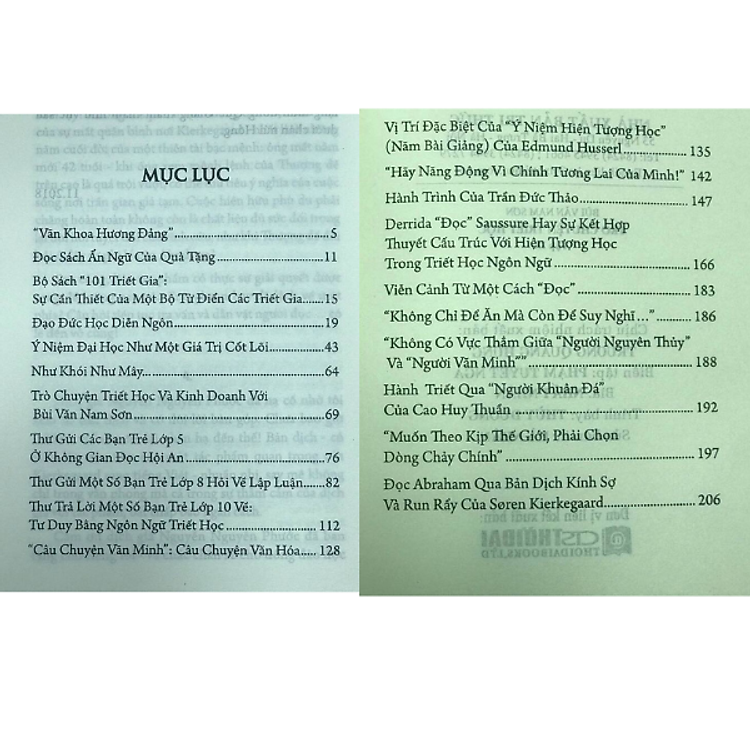 MỤC LỤC
"Văn Khoa Hương Đảng"..........5
Đọc Sách Ẩn Ngữ Của Quà Tặng..........11
Bộ Sách "101 Triết Gia":
Sự Cần Thiết Của Một Bộ Từ Điển Các Triết Gia.....15
Đạo Đức Học Diễn Ngôn..........19
Ý Niệm Đại Học Như Một Giá Trị Cốt Lõi..........43
Như Khói Như Mây..........64
Trò Chuyện Triết Học Và Kinh Doanh Với
Bùi Văn Nam Sơn..........69
Thư Gửi Các Bạn Trẻ Lớp 5
Ở Không Gian Đọc Hội An..........76
Thư Gửi Một Số Bạn Trẻ Lớp 8 Hỏi Về Lập Luận.......82
Thư Trả Lời Một Số Bạn Trẻ Lớp 10 Về:
Tư Duy Bằng Ngôn Ngữ Triết Học..........112
"Câu Chuyện Văn Minh": Câu Chuyện Văn Hóa..... 128
Vị Trí Đặc Biệt Của "Ý Niệm Hiện Tượng Học"
(Năm Bài Giảng) Của Edmund Husserl..........135
"Hãy Năng Động Vì Chính Tương Lai Của Mình!" 142
Hành Trình Của Trần Đức Thảo..........147
Derrida "Đọc" Saussure Hay Sự Kết Hợp
Thuyết Cấu Trúc Với Hiện Tượng Học
Trong Triết Học Ngôn Ngữ..........166
Viễn Cảnh Từ Một Cách "Đọc"..........183
"Không Chỉ Để Ăn Mà Còn Để Suy Nghĩ..."..........186
"Không Có Vực Thẳm Giữa "Người Nguyên Thủy"
Và "Người Văn Minh""..........188
Hành Triết Qua "Người Khuân Đá"
Của Cao Huy Thuần..........192
"Muốn Theo Kịp Thế Giới, Phải Chọn
Dòng Chảy Chính"..........197
Đọc Abraham Qua Bản Dịch Kính Sợ
Và Run Rẩy Của Søren Kierkegaard..........206